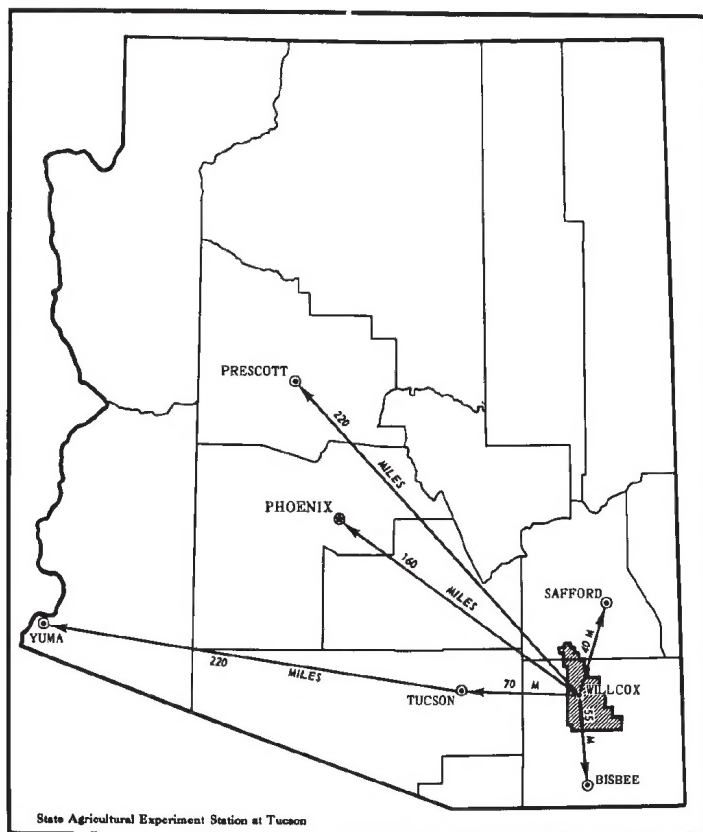 PRESCOTT
220
MILES
PHOENIX
160
MILES
SAFFORD
40 M
YUMA
220
MILES
TUCSON
70 M
WILLCOX
55 M
BISBEE
State Agricultural Experiment Station at Tucson